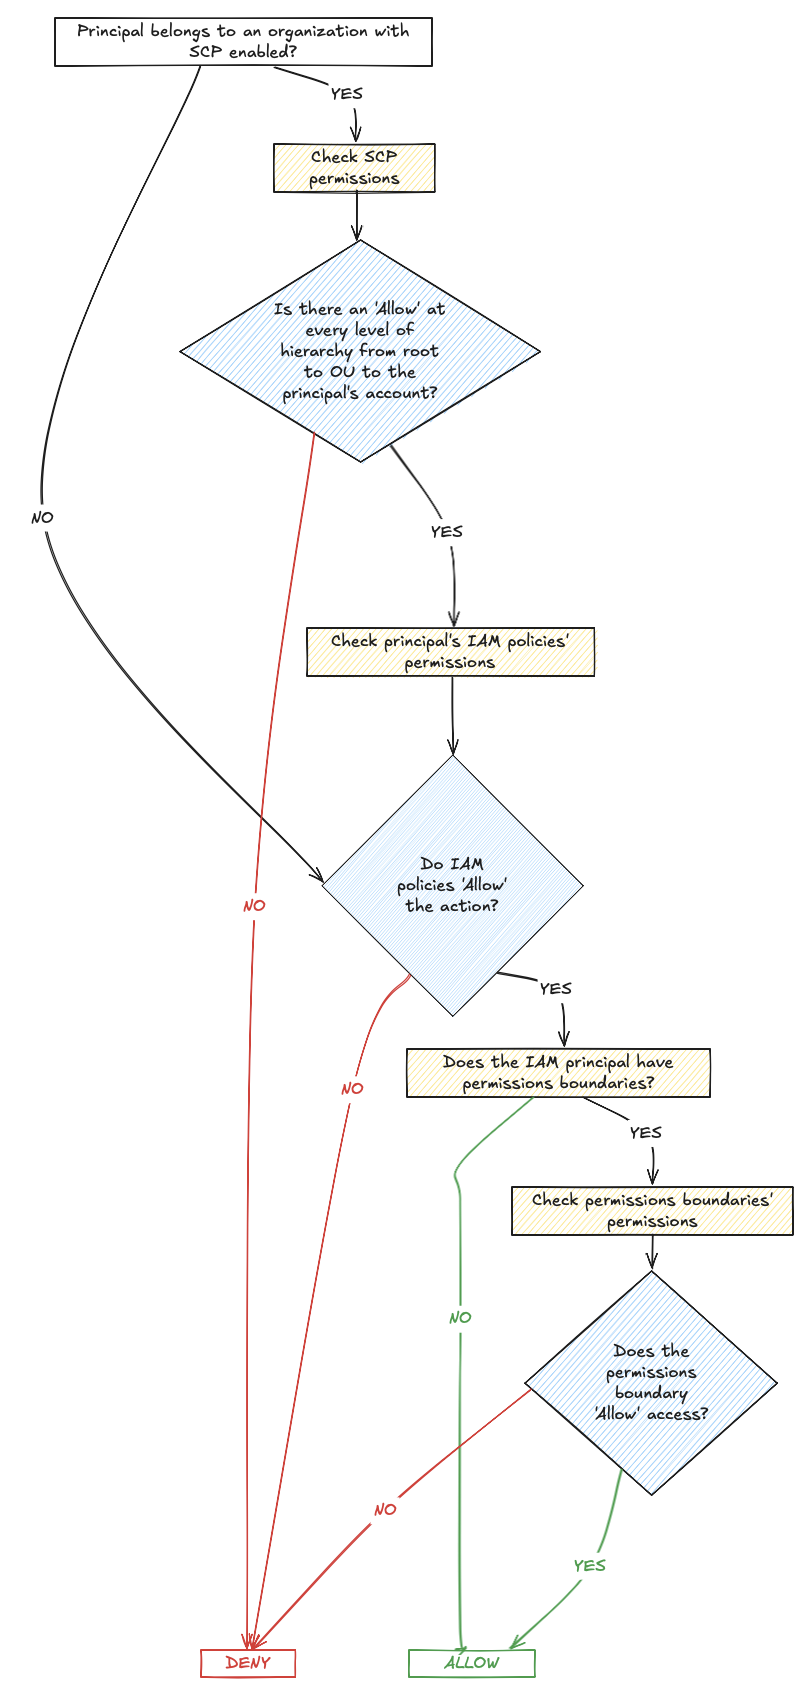 Principal belongs to an organization with
SCP enabled?
YES
Check SCP
permissions
Is there an 'Allow' at
every level of
hierarchy from root
to OU to the
principal's account?
NO
YES
Check principal's IAM policies'
permissions
Do IAM
policies 'Allow'
the action?
NO
YES
Does the IAM principal have
permissions boundaries?
NO
YES
Check permissions boundaries'
permissions
NO
Does the
permissions
boundary
'Allow' access?
NO
YES
DENY
ALLOW